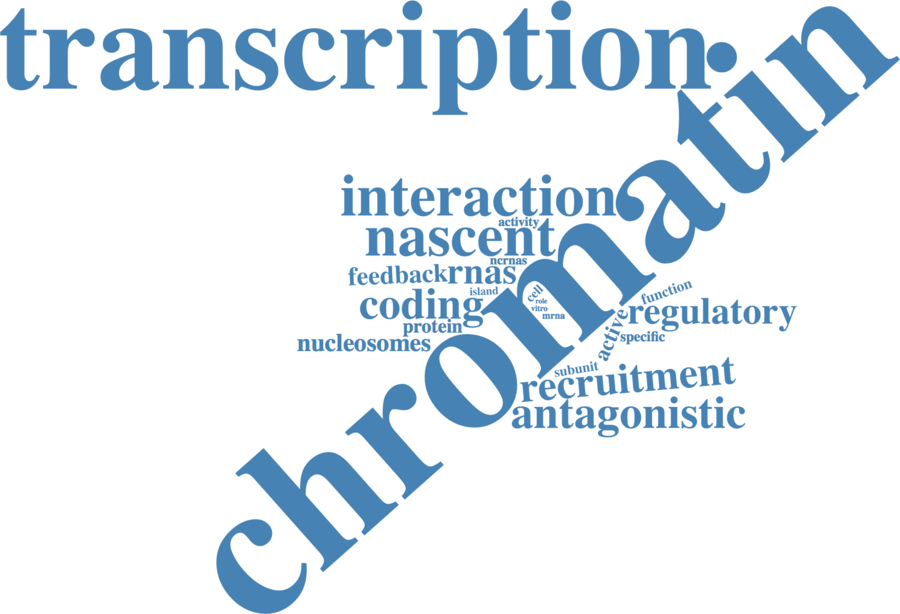 transcription
chromatin
interaction
activity
nascent
ncrnas
feedback
rnas
island
coding
protein
nucleosomes
cell
role
vitro
mrna
function
regulatory
active
specific
subunit
recruitment
antagonistic